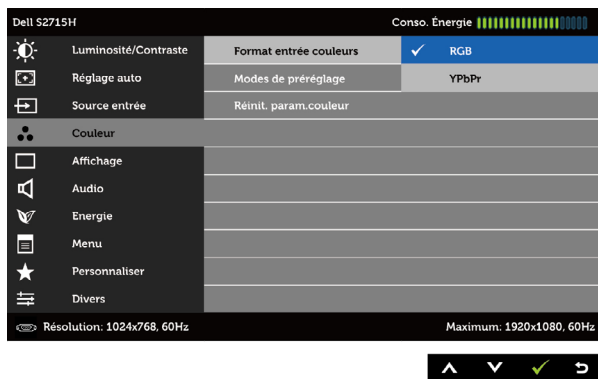 Dell S2715H
Conso. Énergie
Luminosité/Contraste
Format entrée couleurs
RGB
Réglage auto
Modes de préréglage
YPbPr
Source entrée
Réinit. param.couleur
Couleur
Affichage
Audio
Energie
Menu
Personnaliser
Divers
Résolution: 1024x768, 60Hz
Maximum: 1920x1080, 60Hz